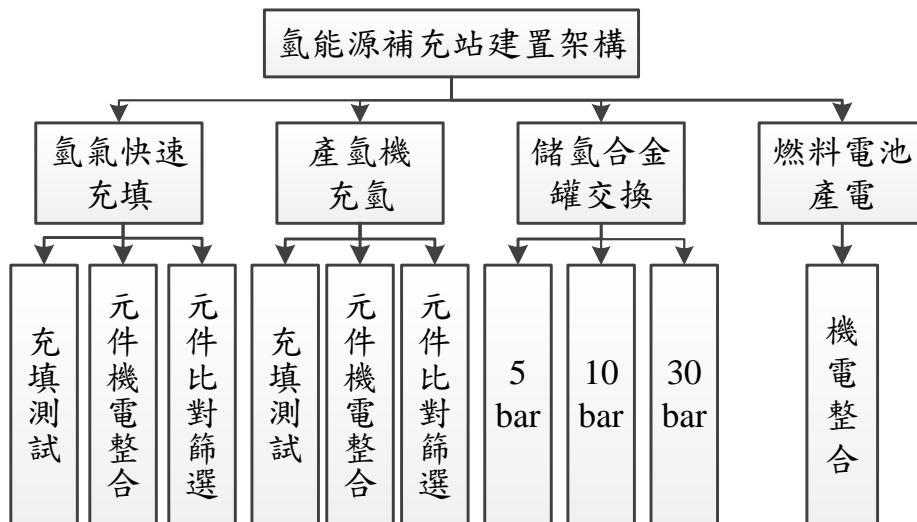 氫能源補充站建置架構
氫氣快速
充填
產氫機
充氫
儲氫合金
罐交換
燃料電池
產電
充填測試
元件機電整合
元件比對篩選
充填測試
元件機電整合
元件比對篩選
5
bar
10
bar
30
bar
機電整合